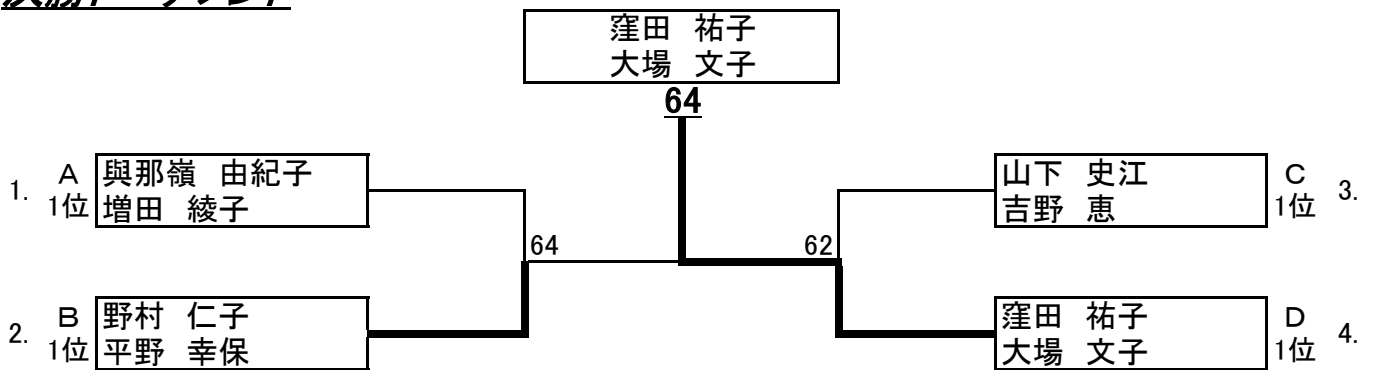 窪田　祐子
大場　文子
64
1. A 1位 與那嶺　由紀子
増田　綾子
山下　史江
吉野　恵
C 1位 3.
64
62
2. B 1位 野村　仁子
平野　幸保
窪田　祐子
大場　文子
D 1位 4.